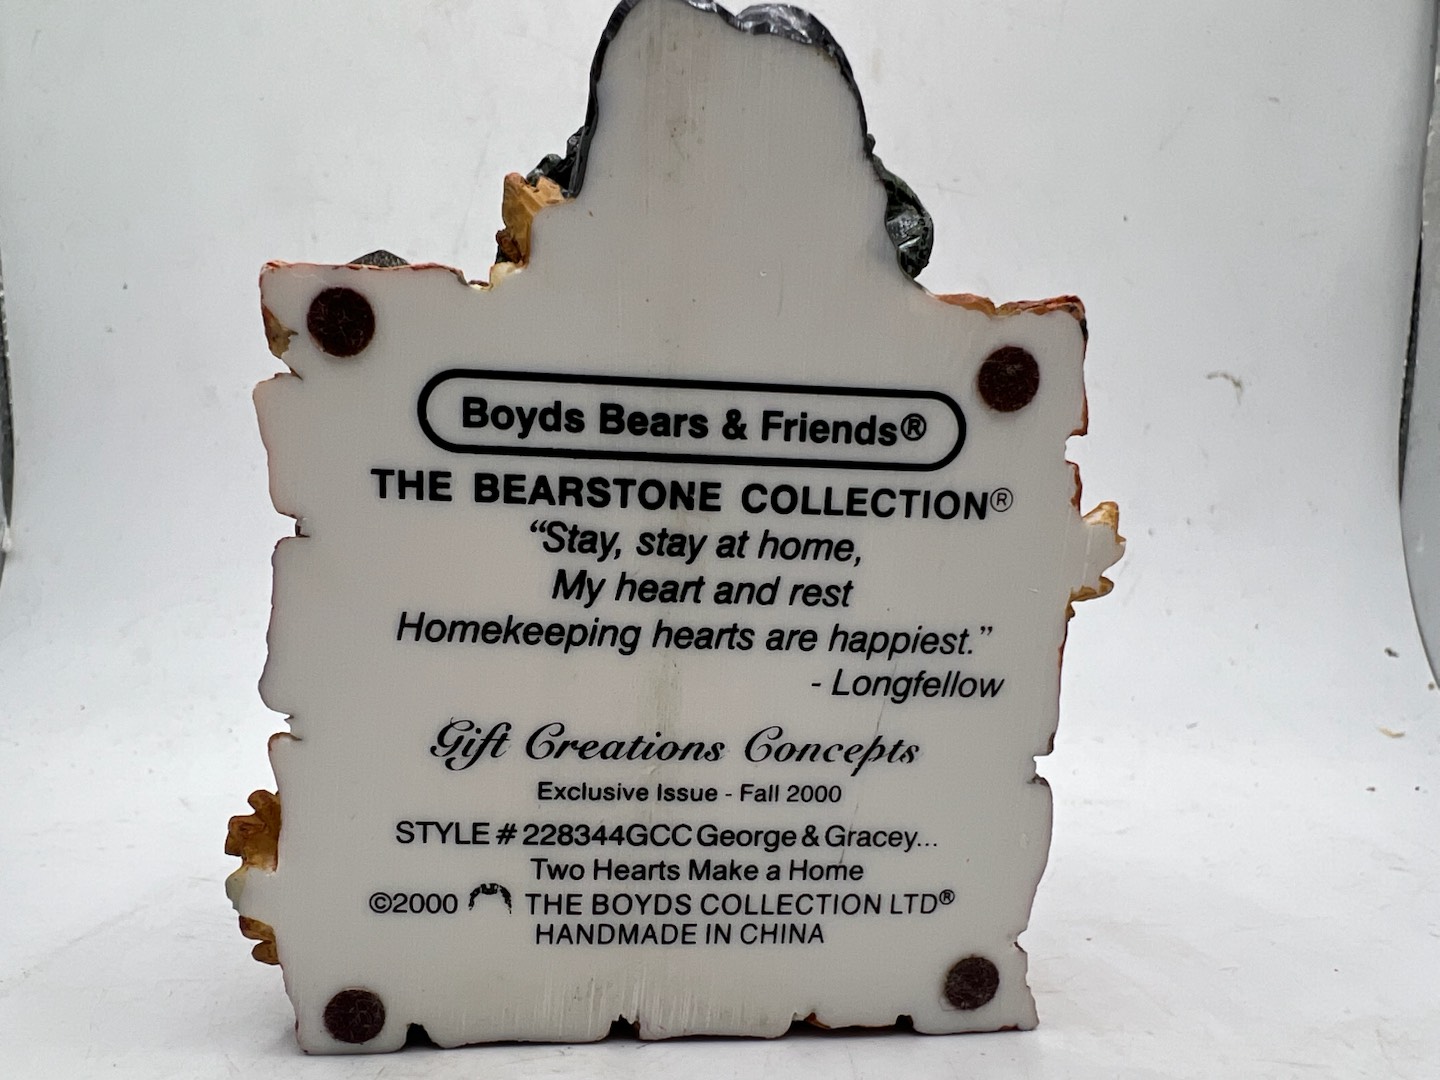 Boyds Bears & Friends®
THE BEARSTONE COLLECTION®
“Stay, stay at home,
My heart and rest
Homekeeping hearts are happiest.”
- Longfellow
Gift Creations Concepts
Exclusive Issue - Fall 2000
STYLE # 228344GCC George & Gracey...
Two Hearts Make a Home
©2000 THE BOYDS COLLECTION LTD®
HANDMADE IN CHINA